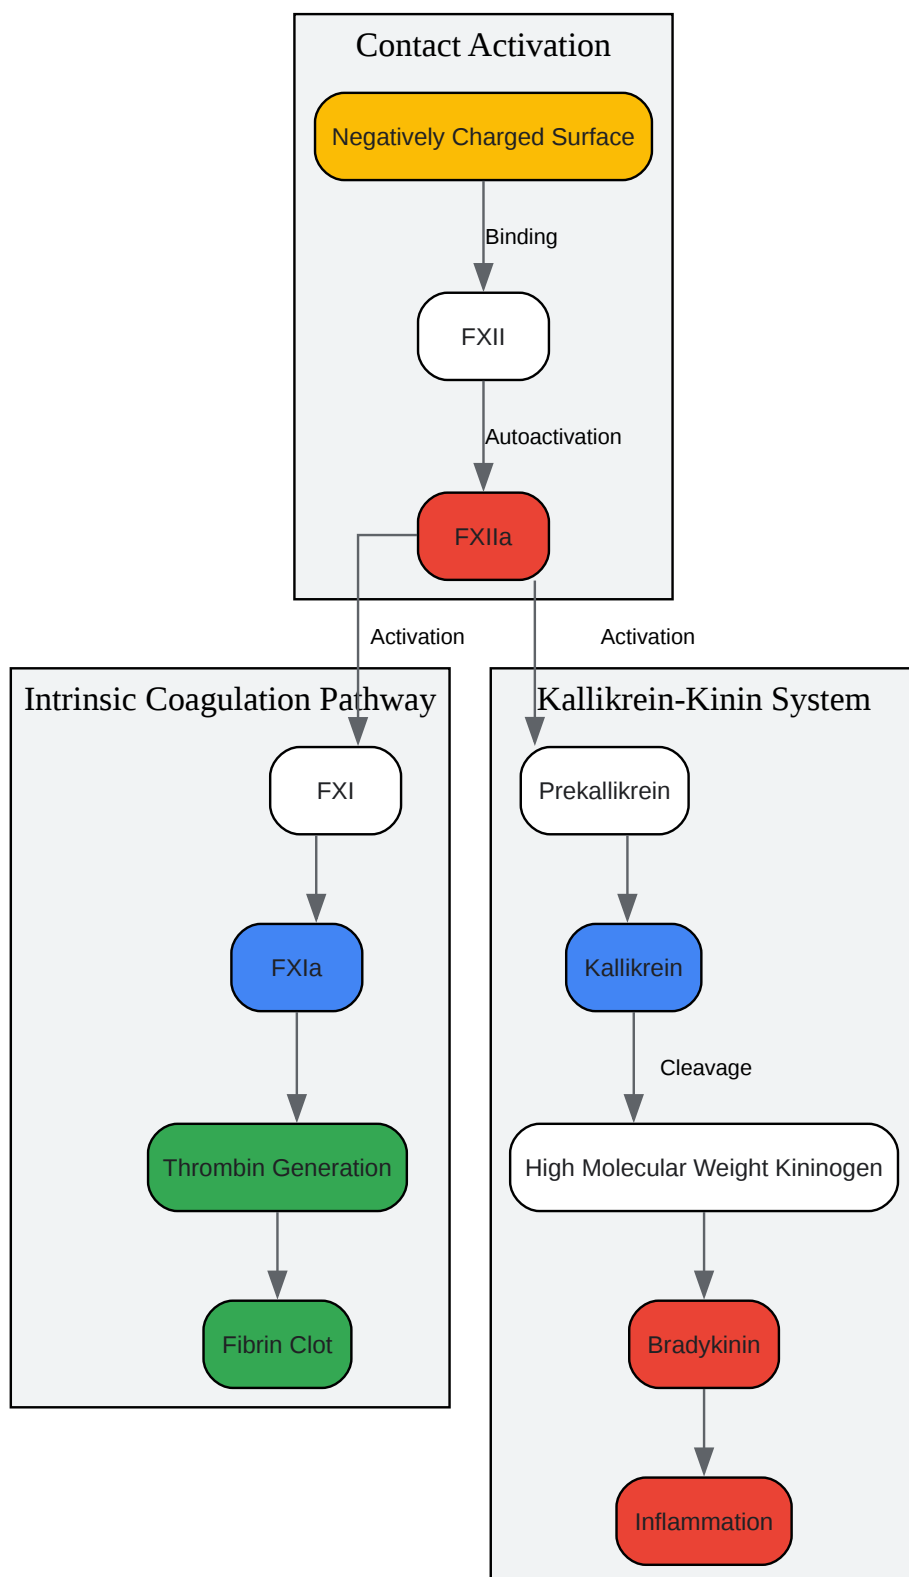 Contact Activation
Negatively Charged Surface
Binding
FXII
Autoactivation
FXIIa
Activation
Activation
Intrinsic Coagulation Pathway
FXI
FXIa
Thrombin Generation
Fibrin Clot
Kallikrein-Kinin System
Prekallikrein
Kallikrein
Cleavage
High Molecular Weight Kininogen
Bradykinin
Inflammation